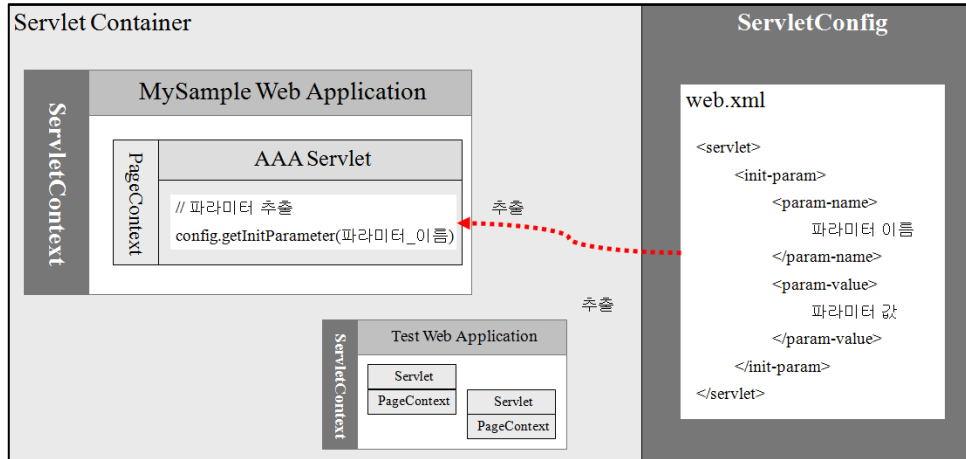 Servlet Container
ServletContext
MySample Web Application
PageContext
AAA Servlet
// 파라미터 추출
config.getInitParameter(파라미터_이름)
추출
추출
ServletContext
Test Web Application
Servlet
PageContext
Servlet
PageContext
ServletConfig
web.xml
<servlet>
<init-param>
<param-name>
파라미터 이름
</param-name>
<param-value>
파라미터 값
</param-value>
</init-param>
</servlet>